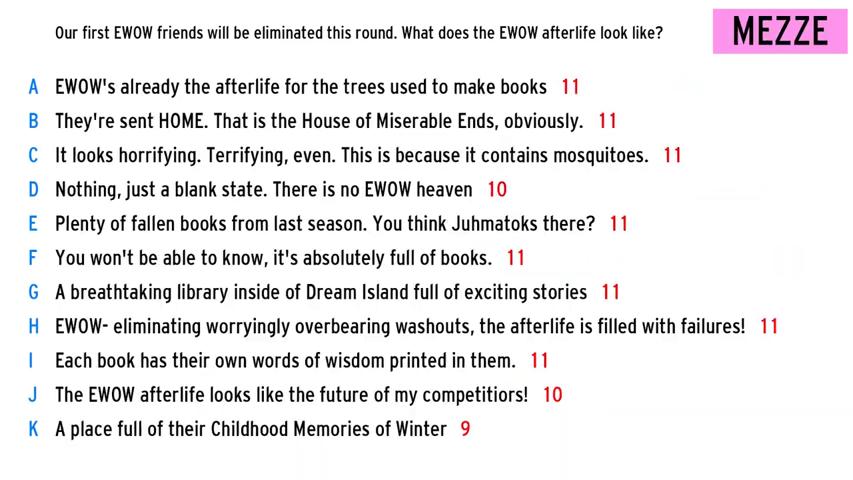 Our first EWOW friends will be eliminated this round. What does the EWOW afterlife look like?
MEZZE
A EWOW's already the afterlife for the trees used to make books 11
B They're sent HOME. That is the House of Miserable Ends, obviously. 11
C It looks horrifying. Terrifying, even. This is because it contains mosquitoes. 11
D Nothing, just a blank state. There is no EWOW heaven 10
E Plenty of fallen books from last season. You think Juhmatoks there? 11
F You won't be able to know, it's absolutely full of books. 11
G A breathtaking library inside of Dream Island full of exciting stories 11
H EWOW- eliminating worryingly overbearing washouts, the afterlife is filled with failures! 11
I Each book has their own words of wisdom printed in them. 11
J The EWOW afterlife looks like the future of my competitiors! 10
K A place full of their Childhood Memories of Winter 9